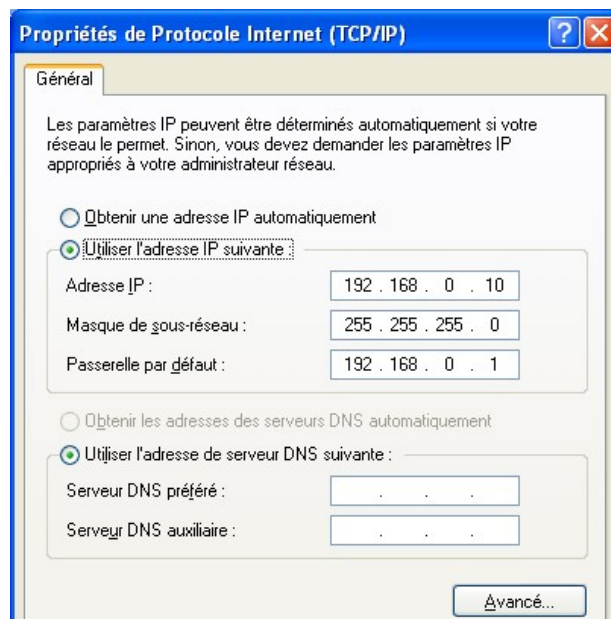 Propriétés de Protocole Internet (TCP/IP)
Général
Les paramètres IP peuvent être déterminés automatiquement si votre
réseau le permet. Sinon, vous devez demander les paramètres IP
appropriés à votre administrateur réseau.
Obtenir une adresse IP automatiquement
Utiliser l'adresse IP suivante :
Adresse IP : 192 . 168 . 0 . 10
Masque de sous-réseau : 255 . 255 . 255 . 0
Passerelle par défaut : 192 . 168 . 0 . 1
Obtenir les adresses des serveurs DNS automatiquement
Utiliser l'adresse de serveur DNS suivante :
Serveur DNS préféré : . . .
Serveur DNS auxiliaire : . . .
Avancé...